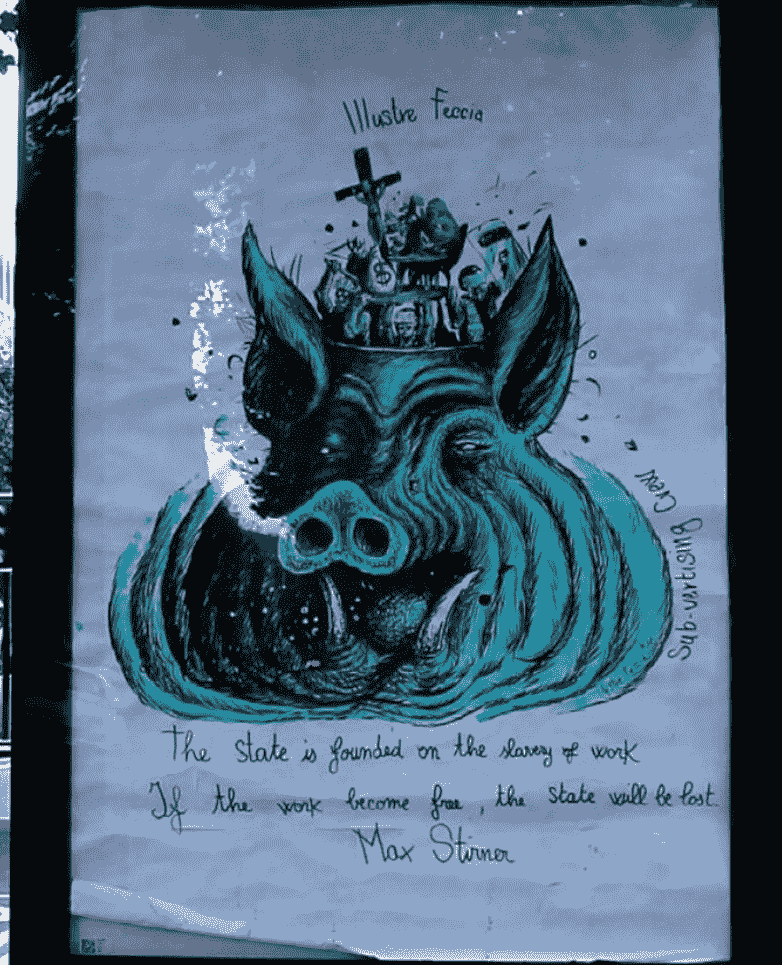 Illustre Feccia
$
Sub-vertising Crew
The state is founded on the slavery of work
If the work become free, the state will be lost.
Max Stirner